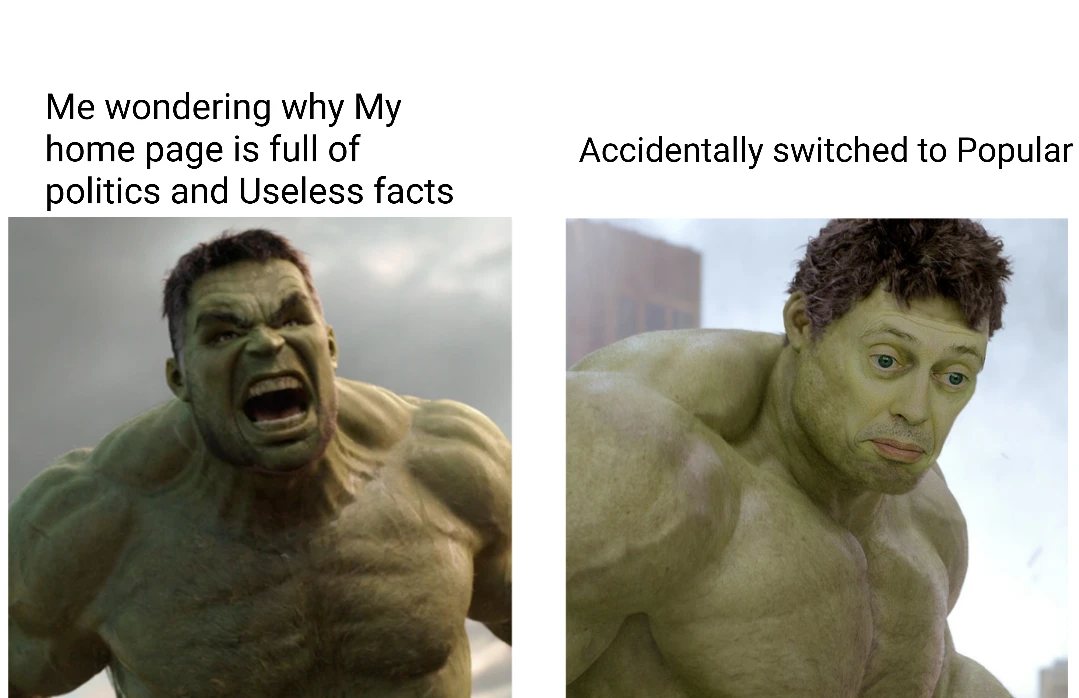 Me wondering why My
home page is full of
politics and Useless facts
Accidentally switched to Popular